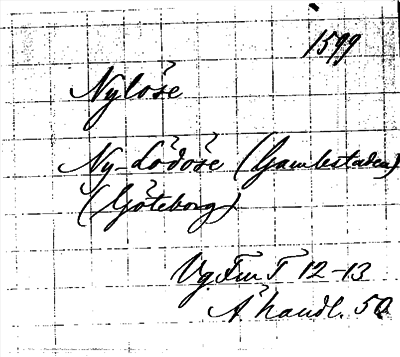 1599
Nylöse
Ny-Lödöse (Gamlestaden)
(Göteborg)
Vg Fm T 12-13
Å handl. 50